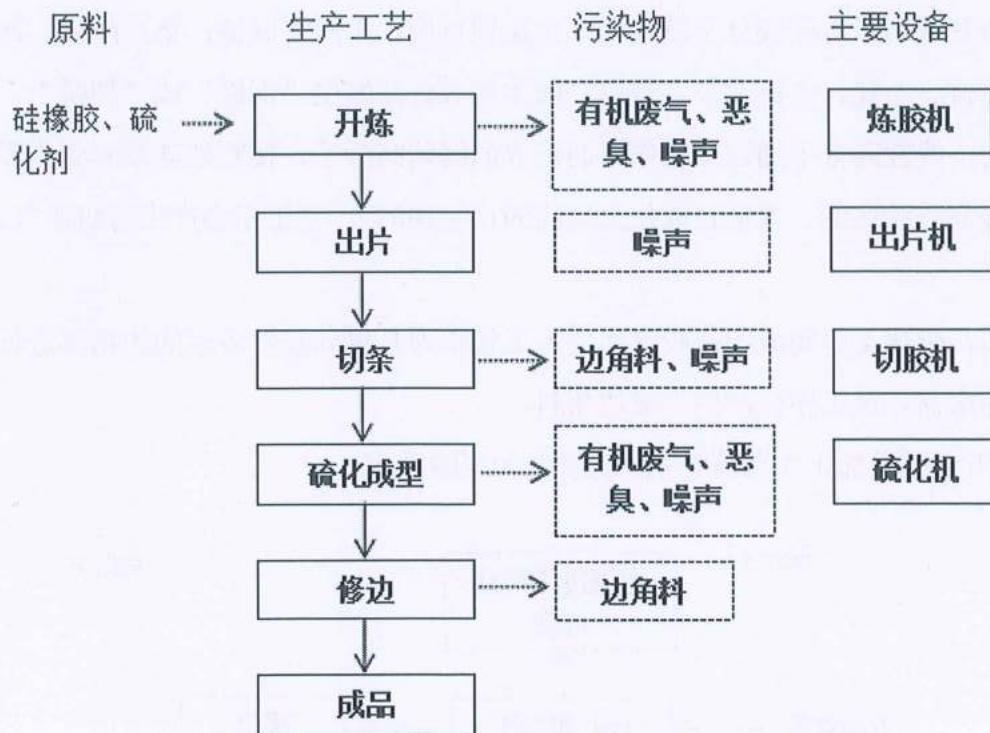 原料 生产工艺 污染物 主要设备
硅橡胶、硫
化剂
开炼
有机废气、恶
臭、噪声
炼胶机
出片
噪声
出片机
切条
边角料、噪声
切胶机
硫化成型
有机废气、恶
臭、噪声
硫化机
修边
边角料
成品